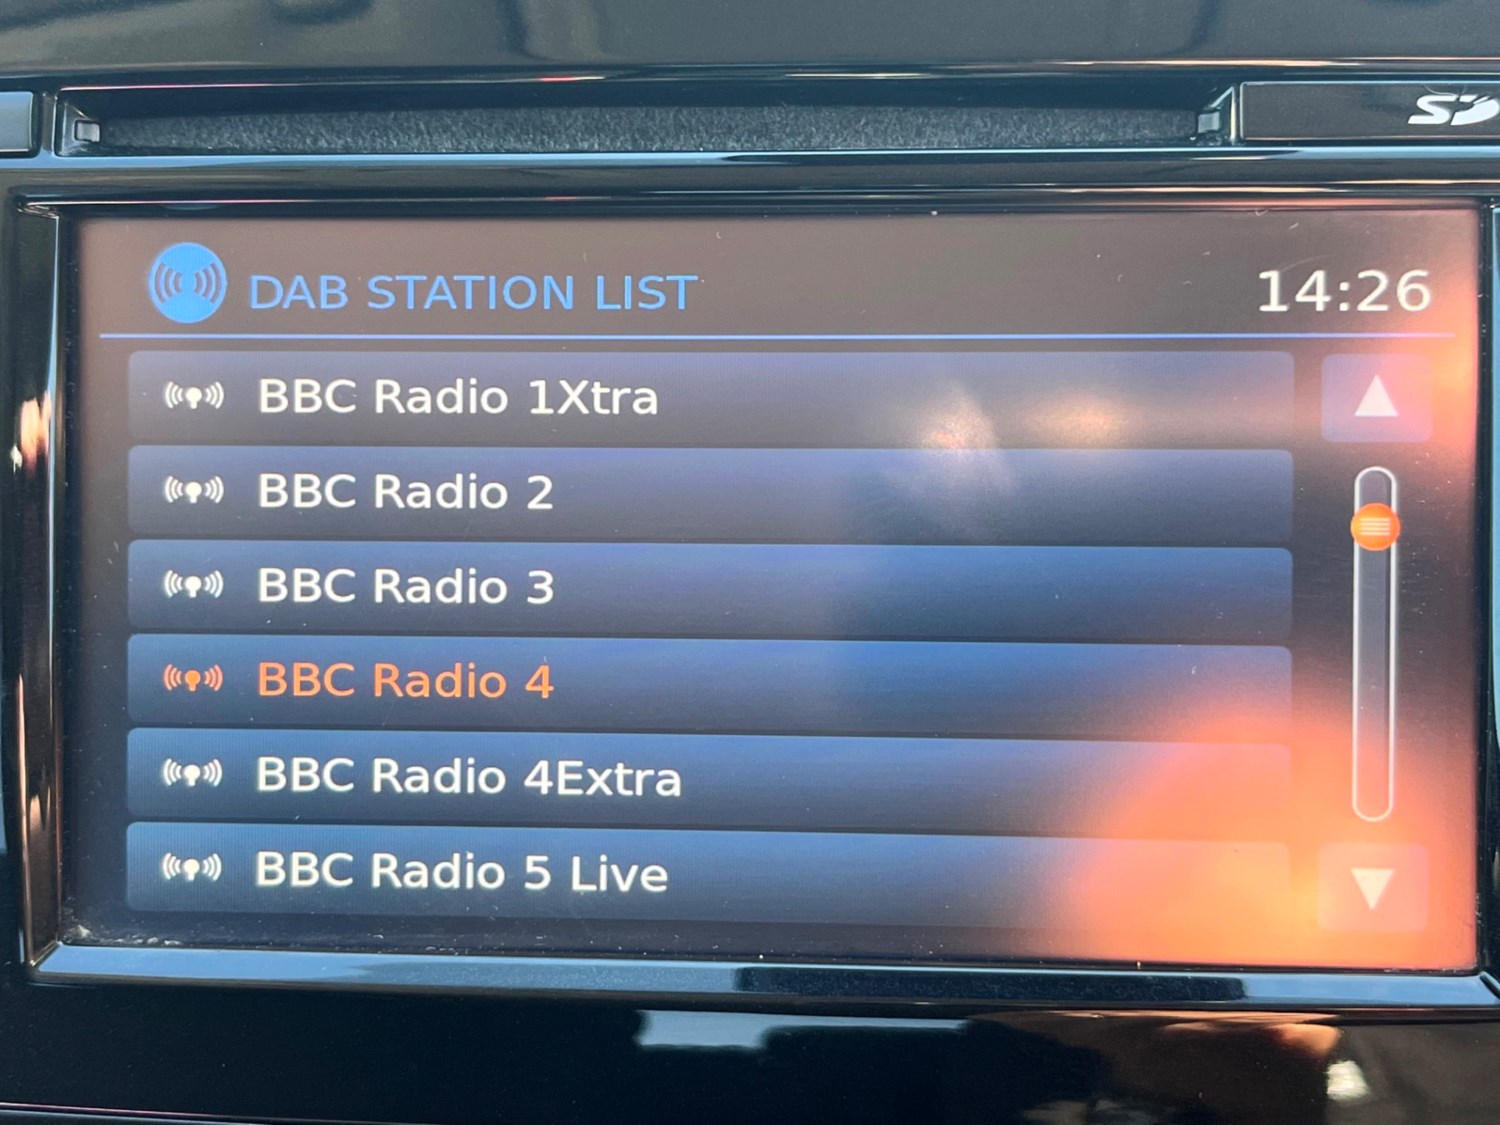 SD
DAB STATION LIST 14:26
BBC Radio 1Xtra
BBC Radio 2
BBC Radio 3
BBC Radio 4
BBC Radio 4Extra
BBC Radio 5 Live